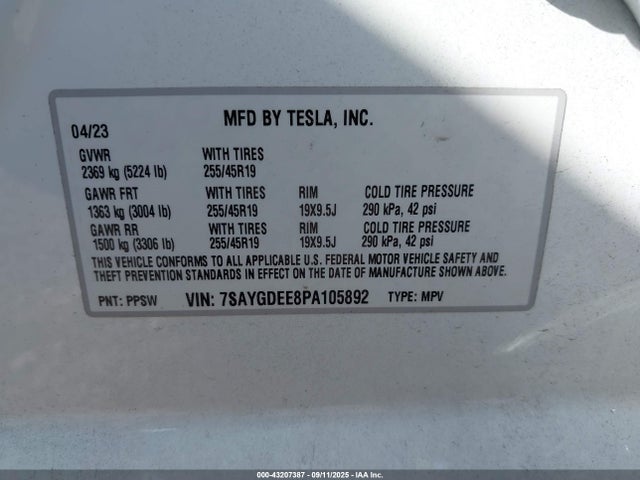 MFD BY TESLA, INC.
04/23
GVWR WITH TIRES
2369 kg (5224 lb) 255/45R19
GAWR FRT WITH TIRES RIM COLD TIRE PRESSURE
1363 kg (3004 lb) 255/45R19 19X9.5J 290 kPa, 42 psi
GAWR RR WITH TIRES RIM COLD TIRE PRESSURE
1500 kg (3306 lb) 255/45R19 19X9.5J 290 kPa, 42 psi
THIS VEHICLE CONFORMS TO ALL APPLICABLE U.S. FEDERAL MOTOR VEHICLE SAFETY AND
THEFT PREVENTION STANDARDS IN EFFECT ON THE DATE OF MANUFACTURE SHOWN ABOVE.
PNT: PPSW VIN: 7SAYGDEE8PA105892 TYPE: MPV
000-43207387 - 09/11/2025 - IAA Inc.